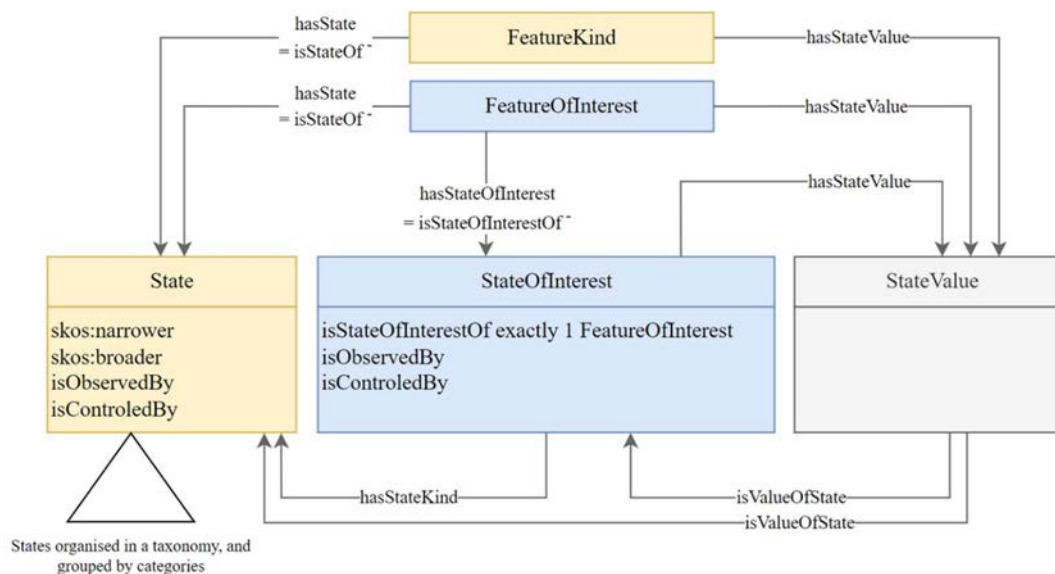 hasState
= isStateOf ⁻
FeatureKind
hasStateValue
hasState
= isStateOf ⁻
FeatureOfInterest
hasStateValue
hasStateOfInterest
= isStateOfInterestOf ⁻
hasStateValue
State
skos:narrower
skos:broader
isObservedBy
isControledBy
StateOfInterest
isStateOfInterestOf exactly 1 FeatureOfInterest
isObservedBy
isControledBy
StateValue
hasStateKind
isValueOfState
isValueOfState
States organised in a taxonomy, and
grouped by categories